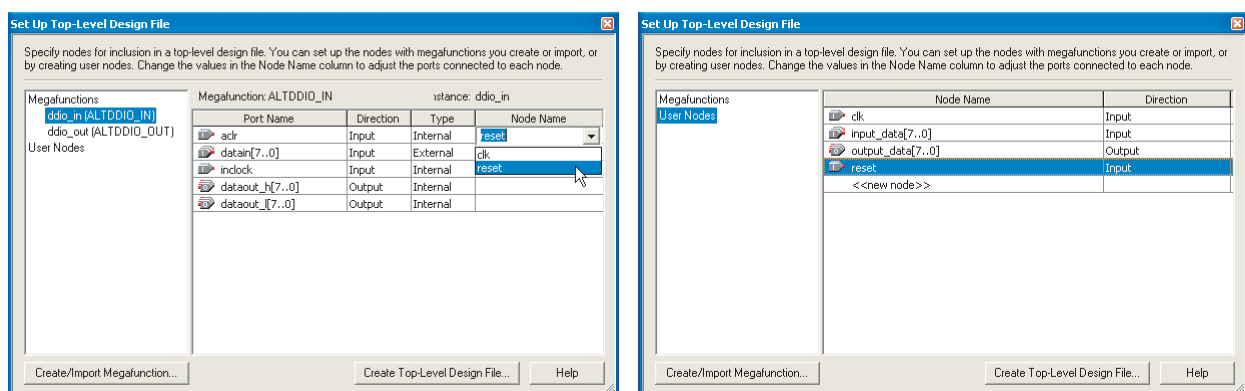 Set Up Top-Level Design File
Specify nodes for inclusion in a top-level design file. You can set up the nodes with megafunctions you create or import, or
by creating user nodes. Change the values in the Node Name column to adjust the ports connected to each node.
Megafunctions
ddio_in (ALTDDIO_IN)
ddio_out (ALTDDIO_OUT)
User Nodes
Megafunction: ALTDDIO_IN stance: ddio_in
Port Name Direction Type Node Name
aclr Input Internal reset
datain[7..0] Input External clk
inclock Input Internal reset
dataout_h[7..0] Output Internal
dataout_l[7..0] Output Internal
Create/Import Megafunction... Create Top-Level Design File... Help
Set Up Top-Level Design File
Specify nodes for inclusion in a top-level design file. You can set up the nodes with megafunctions you create or import, or
by creating user nodes. Change the values in the Node Name column to adjust the ports connected to each node.
Megafunctions
User Nodes
Node Name Direction
clk Input
input_data[7..0] Input
output_data[7..0] Output
reset Input
<<new node>>
Create/Import Megafunction... Create Top-Level Design File... Help